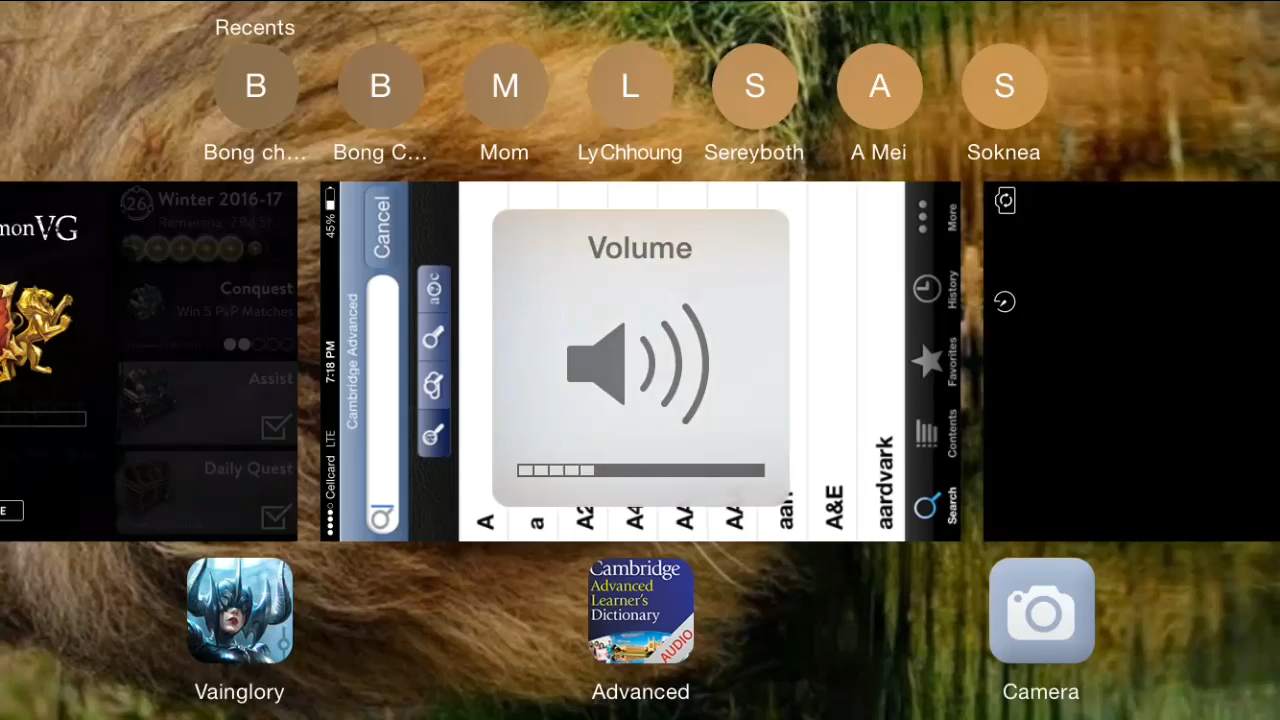 Recents
B
B
M
L
S
A
S
Bong ch...
Bong C...
Mom
LyChhoung
Sereyboth
A Mei
Soknea
monVG
26
Winter 2016-17
Conquest
Win 5 PvP Matches
Assist
Daily Quest
E
45%
7:18 PM
Cellcard LTE
Cambridge Advanced
Cancel
Volume
A
a
A&E
aardvark
More
History
Favorites
Contents
Search
Cambridge
Advanced
Learner's
Dictionary
AUDIO
Vainglory
Advanced
Camera